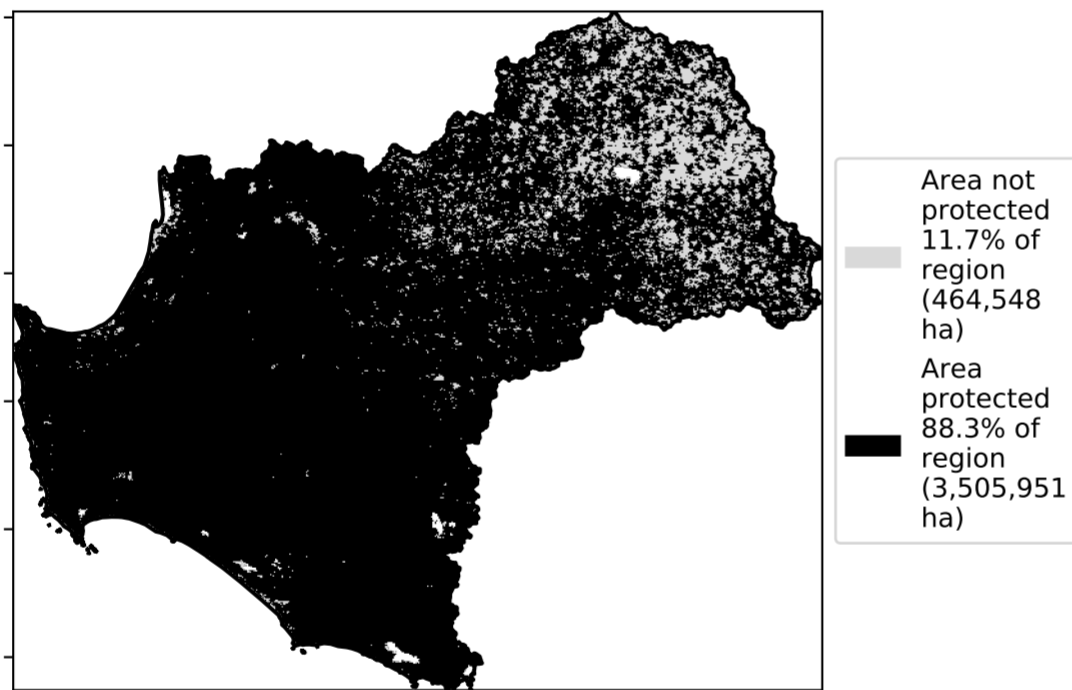 Area not
protected
11.7% of
region
(464,548
ha)
Area
protected
88.3% of
region
(3,505,951
ha)